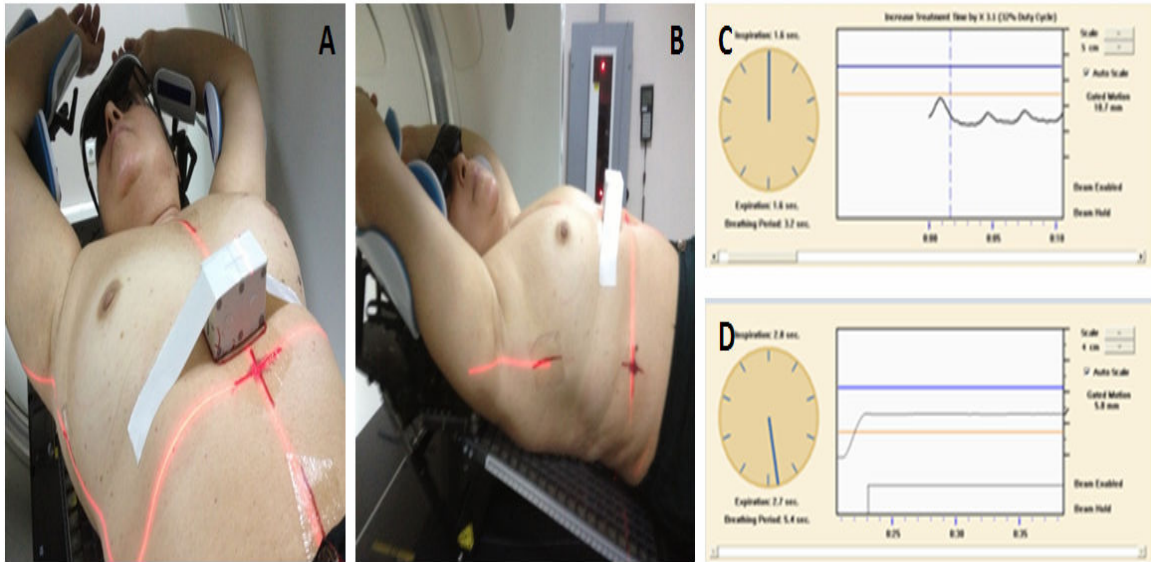 A
B
C
Increase Treatment Time by X 3.1 (32% Duty Cycle)
Inspiration: 1.6 sec.
Scale
5 cm
Auto Scale
Gated Motion
10.7 mm
Beam Enabled
Beam Hold
Expiration: 1.6 sec.
Breathing Period: 3.2 sec.
0:00 0:05 0:10
D
Inspiration: 2.8 sec.
Scale
4 cm
Auto Scale
Gated Motion
5.0 mm
Beam Enabled
Beam Hold
Expiration: 2.7 sec.
Breathing Period: 5.4 sec.
0:25 0:30 0:35